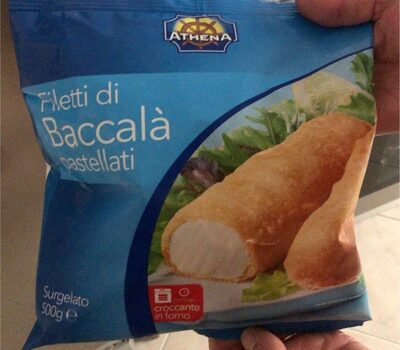 ATHENA
Filetti di
Baccalà
pastellati
Surgelato
500g e
croccante
in forno